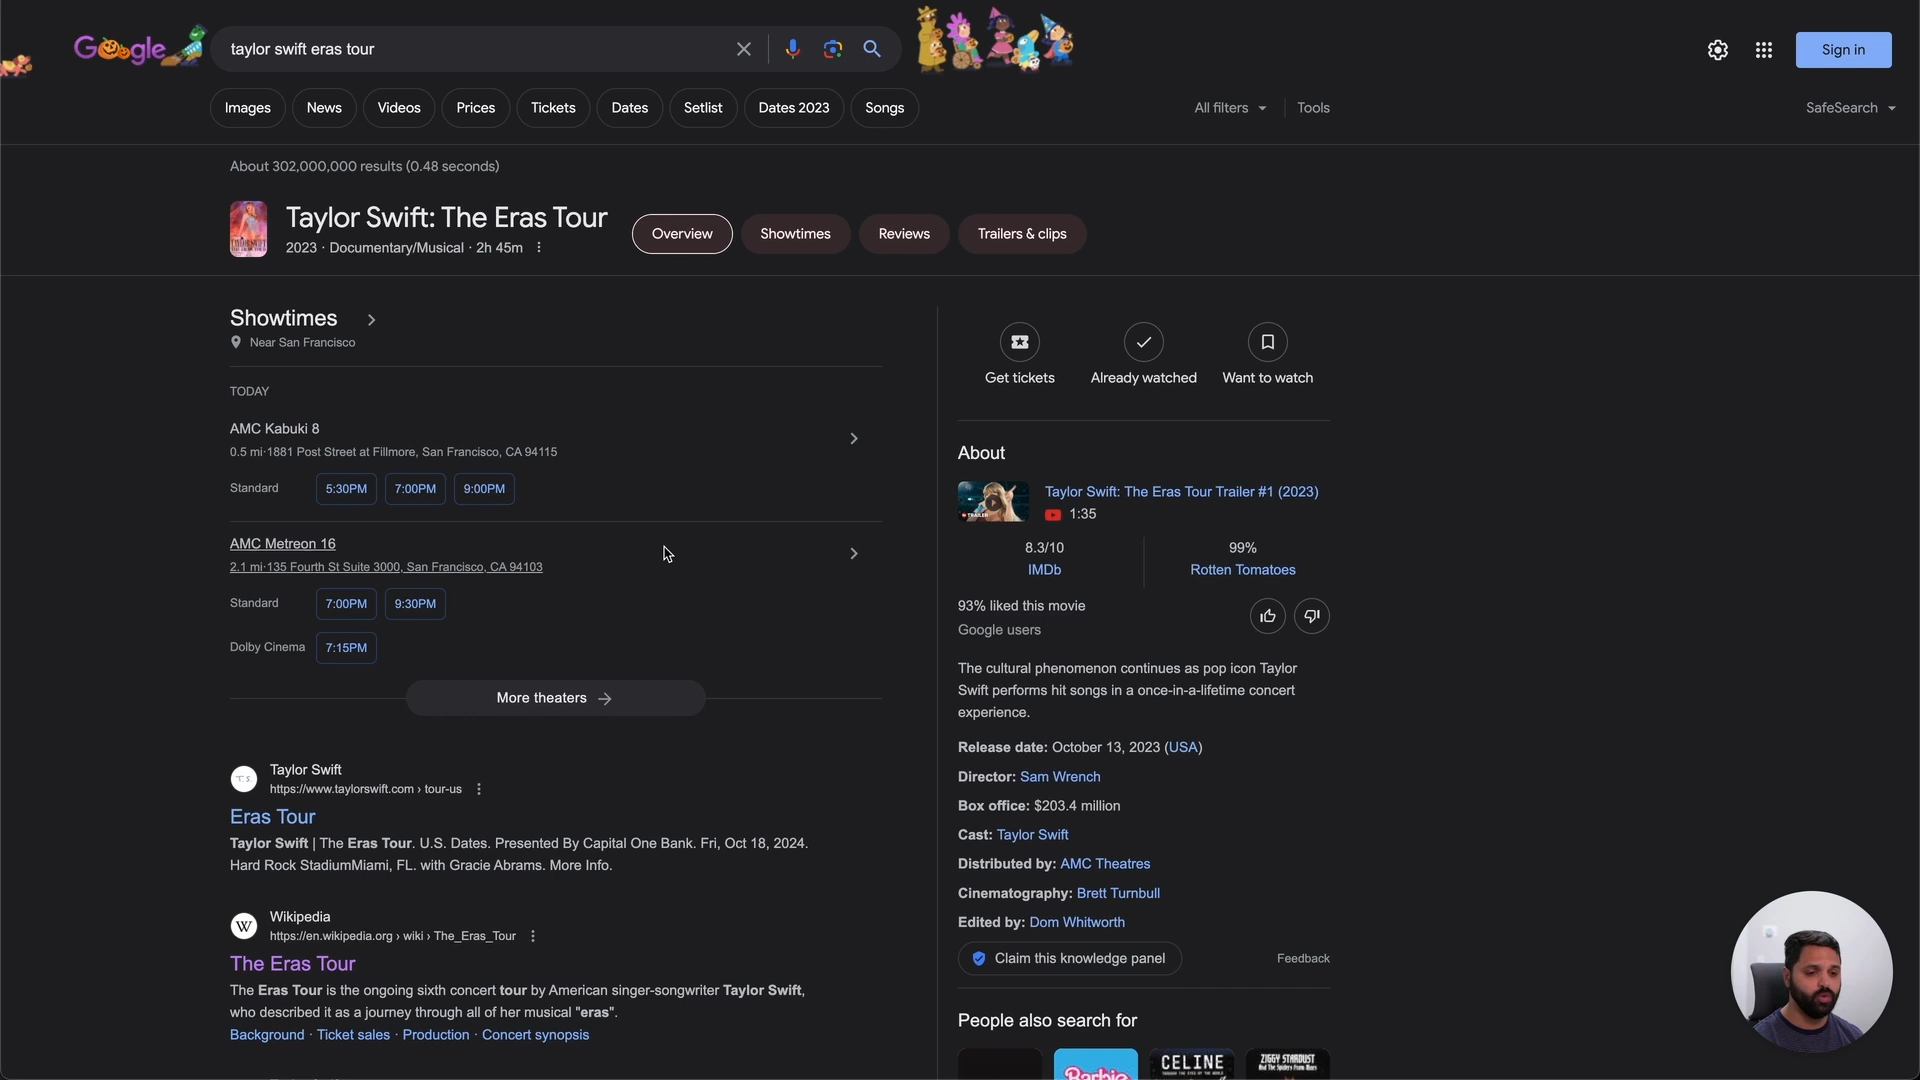 Google
taylor swift eras tour
Sign in
Images
News
Videos
Prices
Tickets
Dates
Setlist
Dates 2023
Songs
All filters
Tools
SafeSearch
About 302,000,000 results (0.48 seconds)
Taylor Swift: The Eras Tour
2023 · Documentary/Musical · 2h 45m
Overview
Showtimes
Reviews
Trailers & clips
Showtimes
Near San Francisco
TODAY
AMC Kabuki 8
0.5 mi·1881 Post Street at Fillmore, San Francisco, CA 94115
Standard 5:30PM 7:00PM 9:00PM
AMC Metreon 16
2.1 mi·135 Fourth St Suite 3000, San Francisco, CA 94103
Standard 7:00PM 9:30PM
Dolby Cinema 7:15PM
More theaters
Taylor Swift
https://www.taylorswift.com › tour-us
Eras Tour
Taylor Swift | The Eras Tour. U.S. Dates. Presented By Capital One Bank. Fri, Oct 18, 2024.
Hard Rock StadiumMiami, FL. with Gracie Abrams. More Info.
W
Wikipedia
https://en.wikipedia.org › wiki › The_Eras_Tour
The Eras Tour
The Eras Tour is the ongoing sixth concert tour by American singer-songwriter Taylor Swift,
who described it as a journey through all of her musical "eras".
Background · Ticket sales · Production · Concert synopsis
Get tickets
Already watched
Want to watch
About
Taylor Swift: The Eras Tour Trailer #1 (2023)
1:35
8.3/10
IMDb
99%
Rotten Tomatoes
93% liked this movie
Google users
The cultural phenomenon continues as pop icon Taylor
Swift performs hit songs in a once-in-a-lifetime concert
experience.
Release date: October 13, 2023 (USA)
Director: Sam Wrench
Box office: $203.4 million
Cast: Taylor Swift
Distributed by: AMC Theatres
Cinematography: Brett Turnbull
Edited by: Dom Whitworth
Claim this knowledge panel
Feedback
People also search for
Barbie
CELINE
ZIGGY STARDUST
And The Spiders From Mars